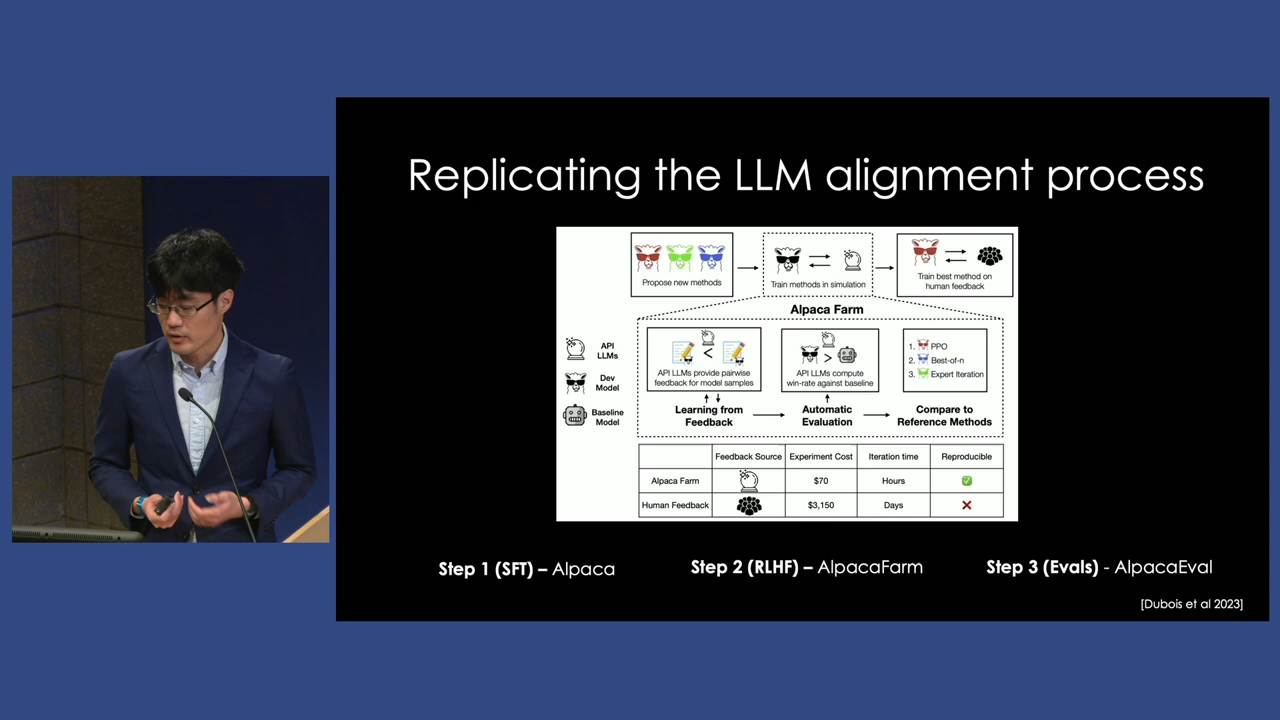 Replicating the LLM alignment process
Propose new methods
Train methods in simulation
Train best method on
human feedback
Alpaca Farm
API
LLMs
Dev
Model
Baseline
Model
<
API LLMs provide pairwise
feedback for model samples
>
API LLMs compute
win-rate against baseline
1. PPO
2. Best-of-n
3. Expert Iteration
Learning from
Feedback
Automatic
Evaluation
Compare to
Reference Methods
Feedback Source Experiment Cost Iteration time Reproducible
Alpaca Farm $70 Hours
Human Feedback $3,150 Days
Step 1 (SFT) – Alpaca
Step 2 (RLHF) – AlpacaFarm
Step 3 (Evals) - AlpacaEval
[Dubois et al 2023]